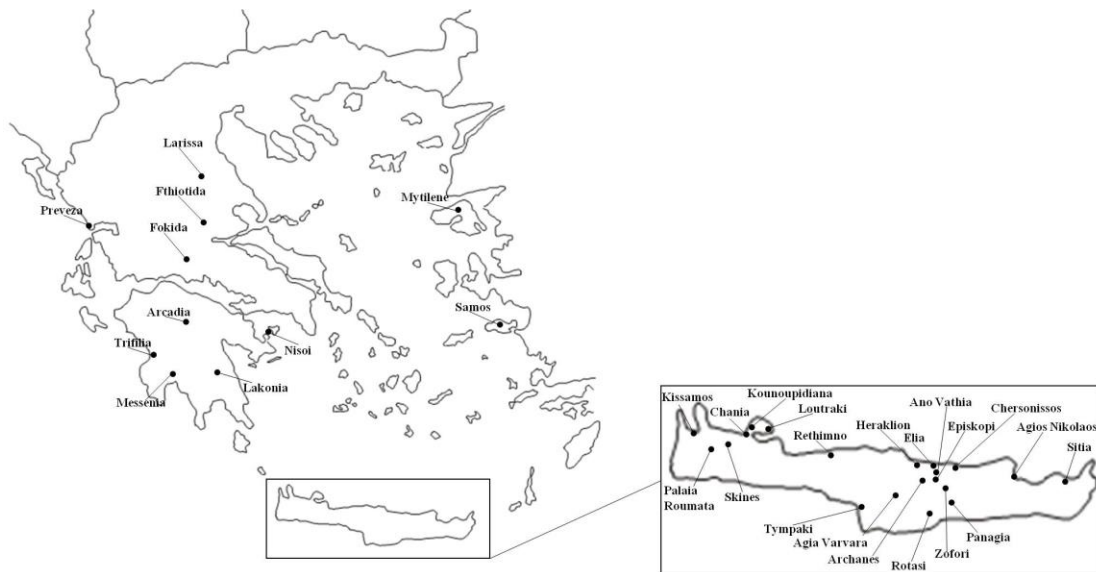 Larissa
Fthiotida
Preveza
Fokida
Mytilene
Arcadia
Samos
Trifilia
Nisoi
Messenia
Lakonia
Kounoupidiana
Kissamos
Chania
Loutraki
Ano Vathia
Chersonissos
Heraklion
Episkopi
Rethimno
Elia
Agios Nikolaos
Sitia
Palaia
Roumata
Skines
Tympaki
Agia Varvara
Archanes
Rotasi
Zofori
Panagia